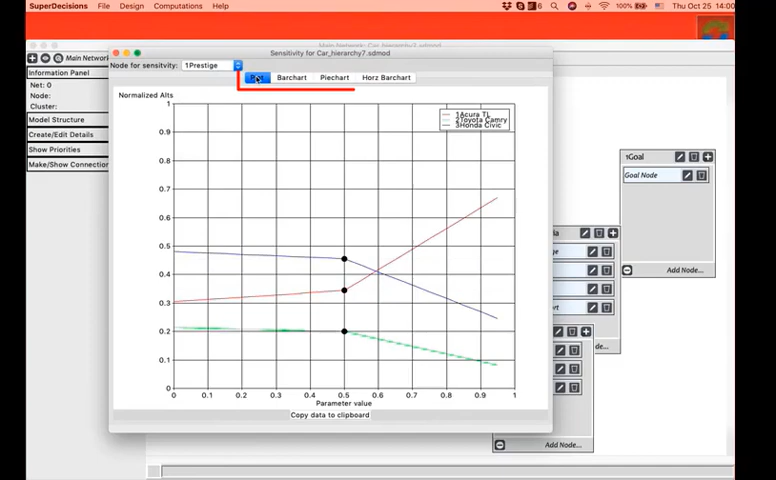 SuperDecisions File Design Computations Help 6 100% Thu Oct 25 14:00
Main Network: Car_hierarchy7.sdmod
Sensitivity for Car_hierarchy7.sdmod
Information Panel
Net: 0
Node:
Cluster:
Model Structure
Create/Edit Details
Show Priorities
Make/Show Connection
Node for sensitvity: 1Prestige
Barchart Piechart Horz Barchart
Normalized Alts
1Acura TL
2Toyota Camry
3Honda Civic
1
0.9
0.8
0.7
0.6
0.5
0.4
0.3
0.2
0.1
0
0 0.1 0.2 0.3 0.4 0.5 0.6 0.7 0.8 0.9 1
Parameter value
Copy data to clipboard
1Goal
Goal Node
Add Node...
Add Node...